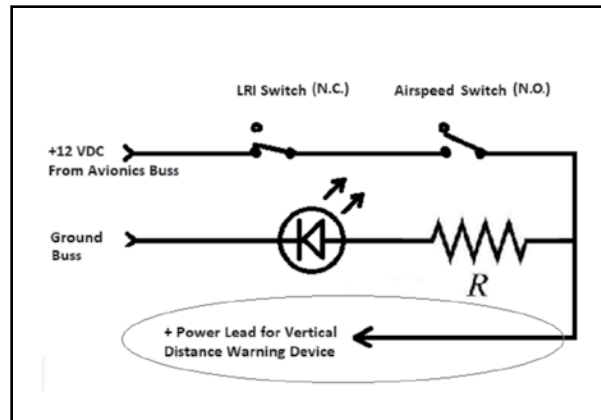 LRI Switch (N.C.)
Airspeed Switch (N.O.)
+12 VDC
From Avionics Buss
Ground
Buss
R
+ Power Lead for Vertical
Distance Warning Device